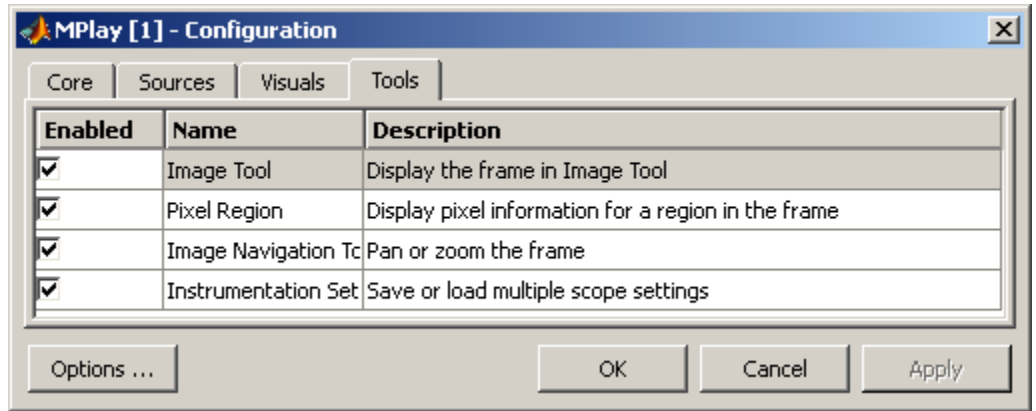 MPlay [1] - Configuration
Core Sources Visuals Tools
Enabled Name Description
Image Tool Display the frame in Image Tool
Pixel Region Display pixel information for a region in the frame
Image Navigation To Pan or zoom the frame
Instrumentation Set Save or load multiple scope settings
Options ... OK Cancel Apply